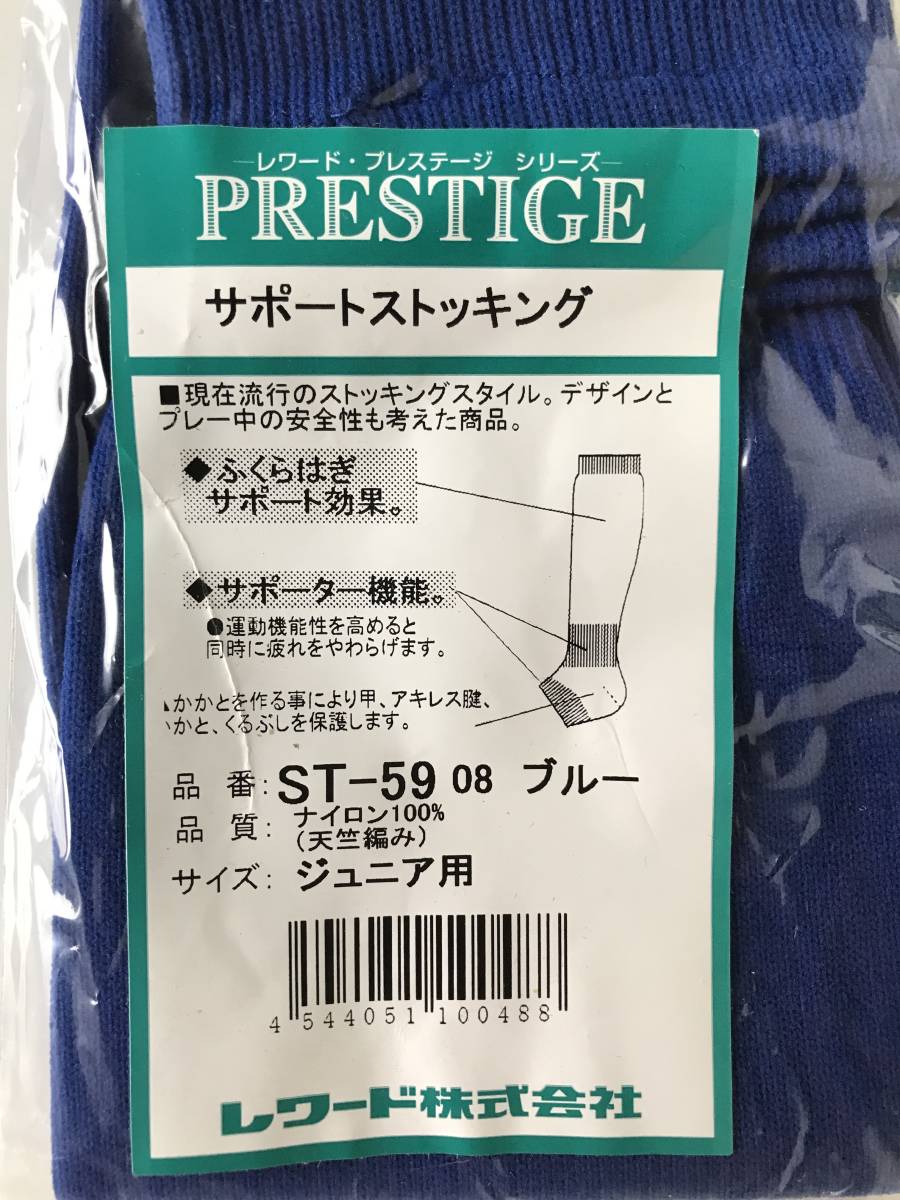 レワード・プレステージ シリーズ
PRESTIGE
サポートストッキング
■現在流行のストッキングスタイル。デザインと
プレー中の安全性も考えた商品。
◆ふくらはぎ
サポート効果。
◆サポーター機能。
●運動機能性を高めると
同時に疲れをやわらげます。
かかとを作る事により甲、アキレス腱、
かと、くるぶしを保護します。
品番: ST-59 08 ブルー
品質: ナイロン100%
(天竺編み)
サイズ: ジュニア用
4 544051 100488
レワード株式会社